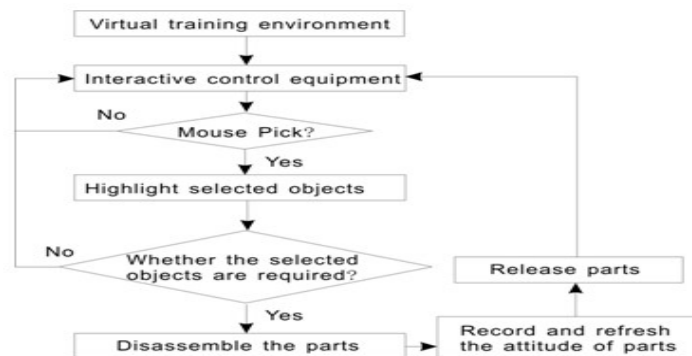 Virtual training environment
Interactive control equipment
No
Mouse Pick?
Yes
Highlight selected objects
No
Whether the selected
objects are required?
Release parts
Yes
Disassemble the parts
Record and refresh
the attitude of parts